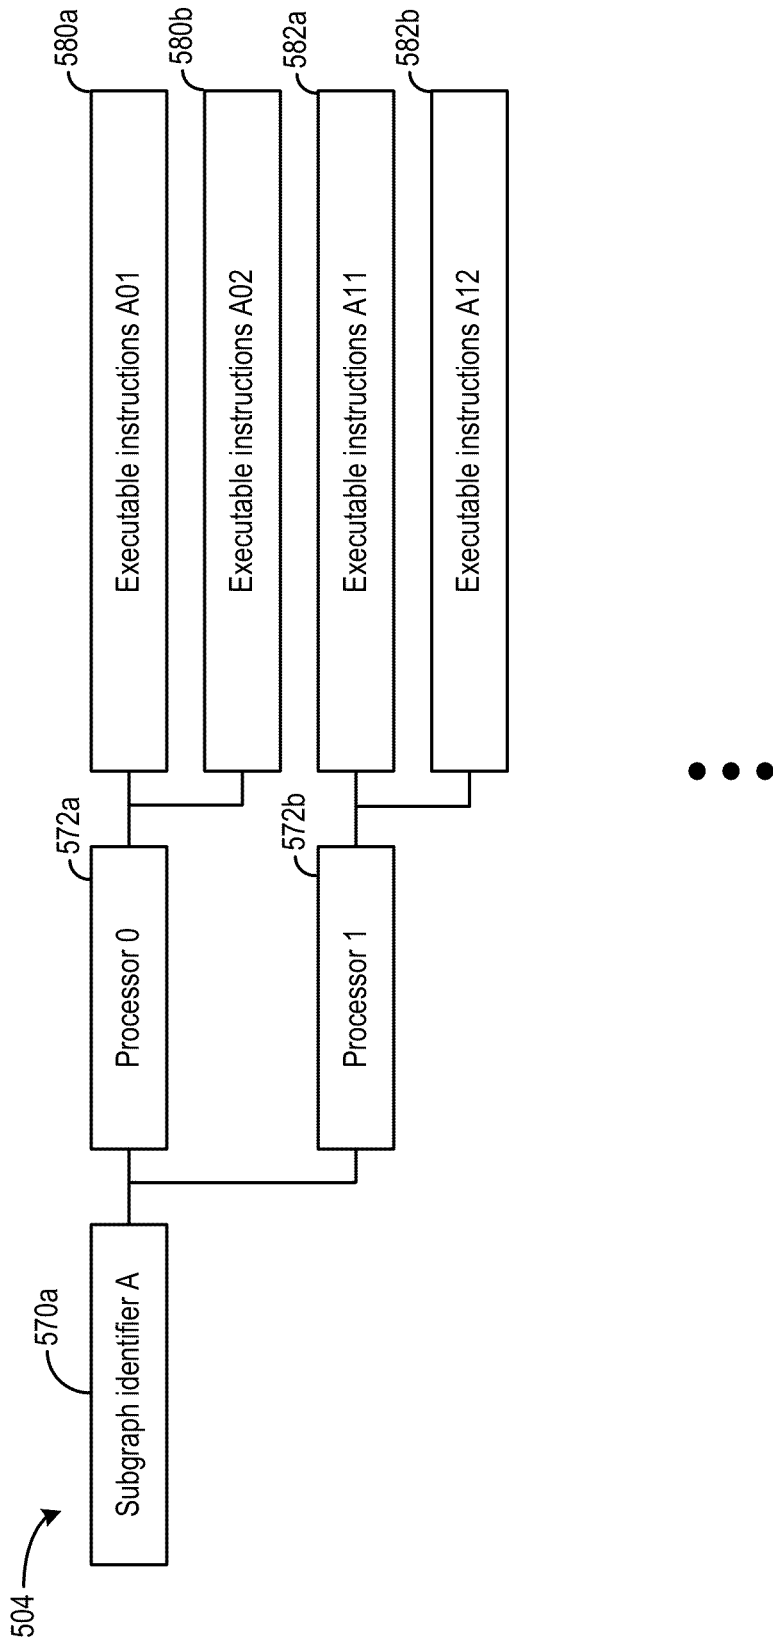 504
570a
Subgraph identifier A
572a
Processor 0
580a
Executable instructions A01
580b
Executable instructions A02
572b
Processor 1
582a
Executable instructions A11
582b
Executable instructions A12